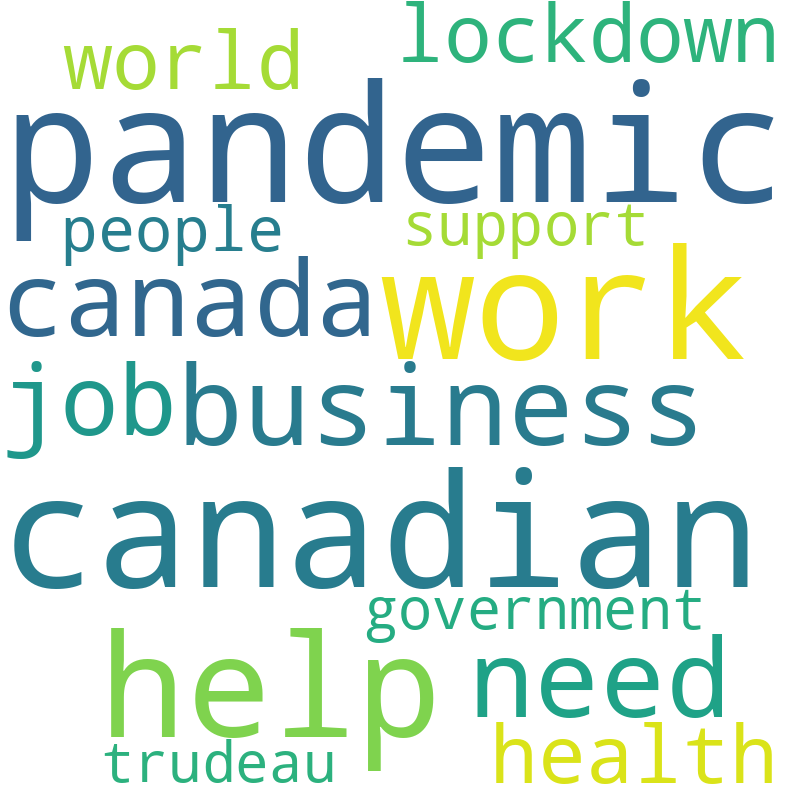 world lockdown
pandemic
people support
canada work
job business
canadian
government
help need
trudeau health